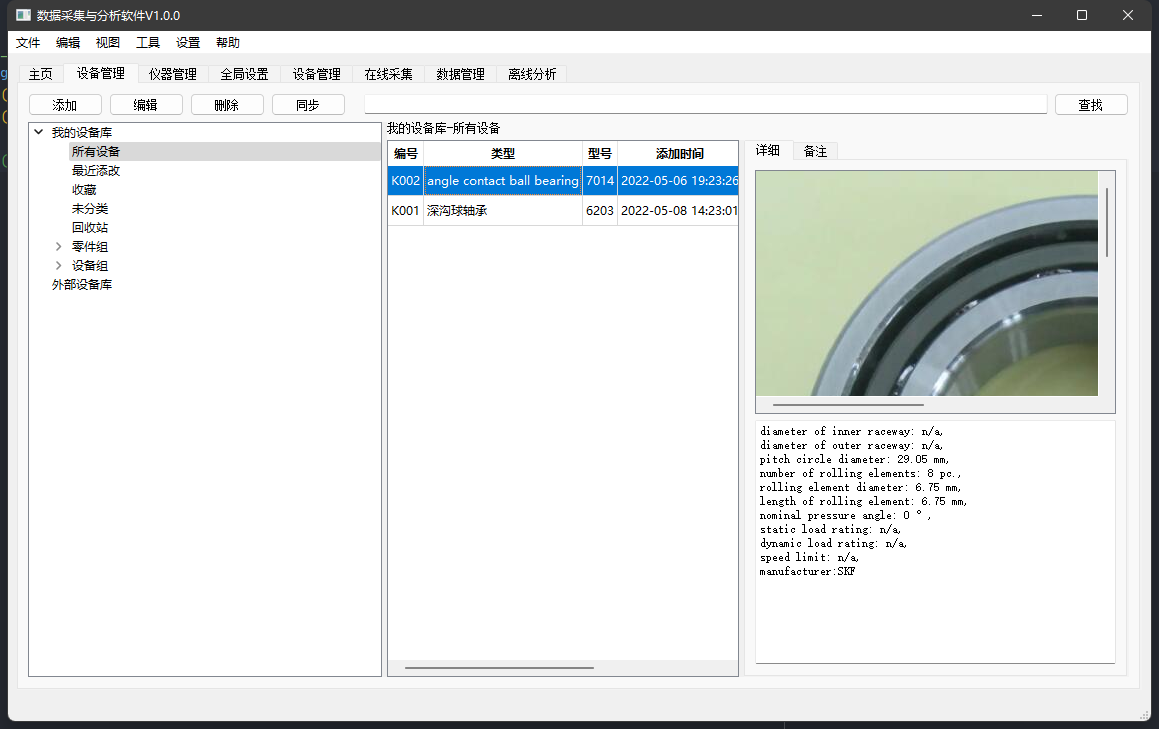 数据采集与分析软件V1.0.0
文件 编辑 视图 工具 设置 帮助
主页 设备管理 仪器管理 全局设置 设备管理 在线采集 数据管理 离线分析
添加 编辑 删除 同步 查找
我的设备库
所有设备
最近添改
收藏
未分类
回收站
零件组
设备组
外部设备库
我的设备库-所有设备
编号 类型 型号 添加时间
K002 angle contact ball bearing 7014 2022-05-06 19:23:26
K001 深沟球轴承 6203 2022-05-08 14:23:01
详细 备注
diameter of inner raceway: n/a,
diameter of outer raceway: n/a,
pitch circle diameter: 29.05 mm,
number of rolling elements: 8 pc.,
rolling element diameter: 6.75 mm,
length of rolling element: 6.75 mm,
nominal pressure angle: 0 °,
static load rating: n/a,
dynamic load rating: n/a,
speed limit: n/a,
manufacturer:SKF